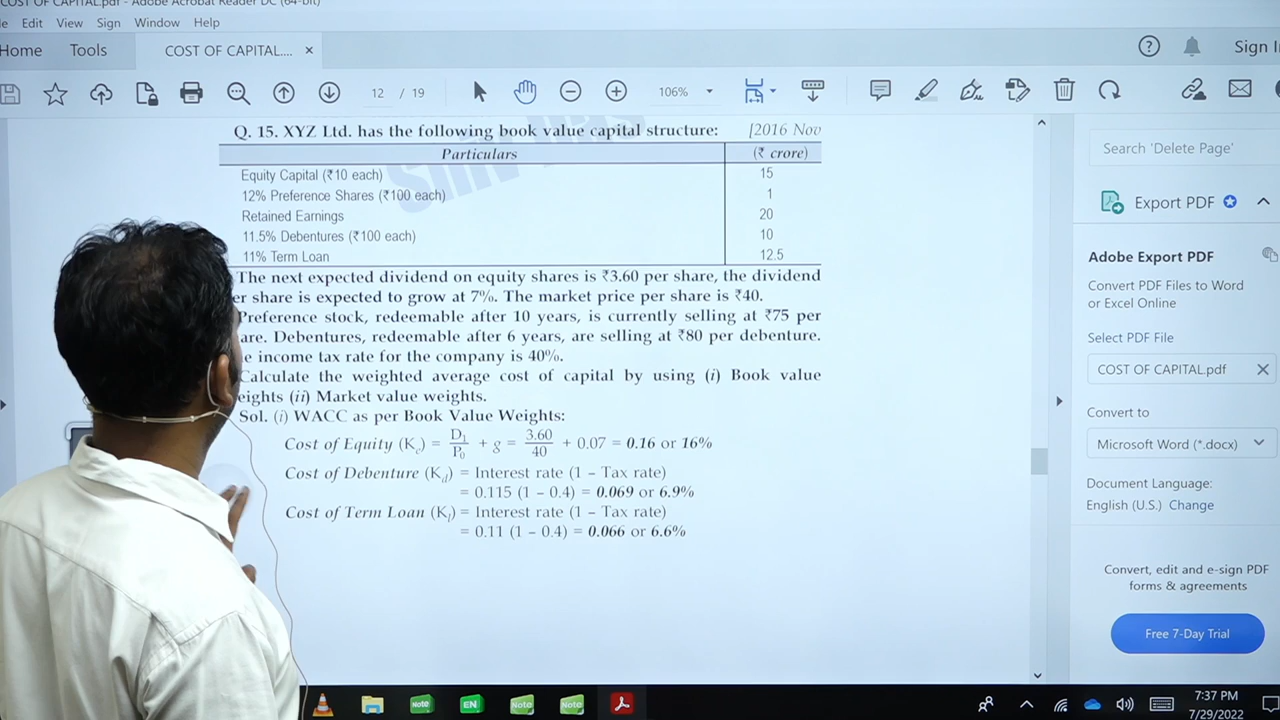 COST OF CAPITAL.pdf - Adobe Acrobat Reader DC (64-bit)
Edit View Sign Window Help
Home Tools COST OF CAPITAL.... × Sign I
12 / 19 106%
Q. 15. XYZ Ltd. has the following book value capital structure: [2016 Nov
Particulars (₹ crore)
Equity Capital (₹10 each) 15
12% Preference Shares (₹100 each) 1
Retained Earnings 20
11.5% Debentures (₹100 each) 10
11% Term Loan 12.5
The next expected dividend on equity shares is ₹3.60 per share, the dividend
er share is expected to grow at 7%. The market price per share is ₹40.
Preference stock, redeemable after 10 years, is currently selling at ₹75 per
are. Debentures, redeemable after 6 years, are selling at ₹80 per debenture.
e income tax rate for the company is 40%.
Calculate the weighted average cost of capital by using (i) Book value
eights (ii) Market value weights.
Sol. (i) WACC as per Book Value Weights:
Cost of Equity (Ke) = D1/P0 + g = 3.60/40 + 0.07 = 0.16 or 16%
Cost of Debenture (Kd) = Interest rate (1 – Tax rate)
= 0.115 (1 – 0.4) = 0.069 or 6.9%
Cost of Term Loan (Kt) = Interest rate (1 – Tax rate)
= 0.11 (1 – 0.4) = 0.066 or 6.6%
Search 'Delete Page'
Export PDF
Adobe Export PDF
Convert PDF Files to Word
or Excel Online
Select PDF File
COST OF CAPITAL.pdf
Convert to
Microsoft Word (*.docx)
Document Language:
English (U.S.) Change
Convert, edit and e-sign PDF
forms & agreements
Free 7-Day Trial
Note EN Note Note
7:37 PM
7/29/2022